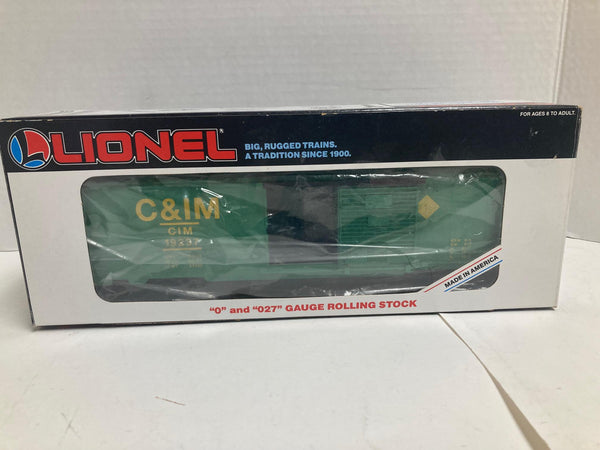 FOR AGES 8 TO ADULT.
LIONEL
BIG, RUGGED TRAINS.
A TRADITION SINCE 1900.
C&IM
CIM
MADE IN AMERICA
"O" and "027" GAUGE ROLLING STOCK